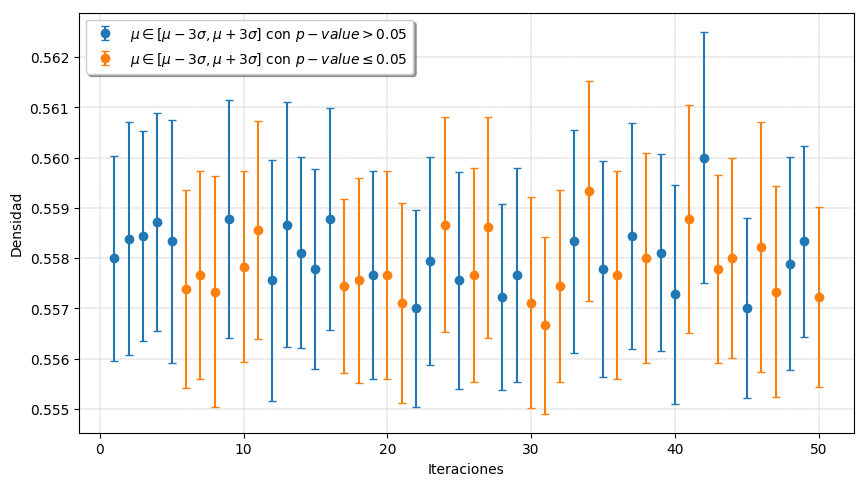 μ ∈ [μ − 3σ, μ + 3σ] con p − value > 0.05
μ ∈ [μ − 3σ, μ + 3σ] con p − value ≤ 0.05
Densidad
0.562
0.561
0.560
0.559
0.558
0.557
0.556
0.555
0 10 20 30 40 50
Iteraciones